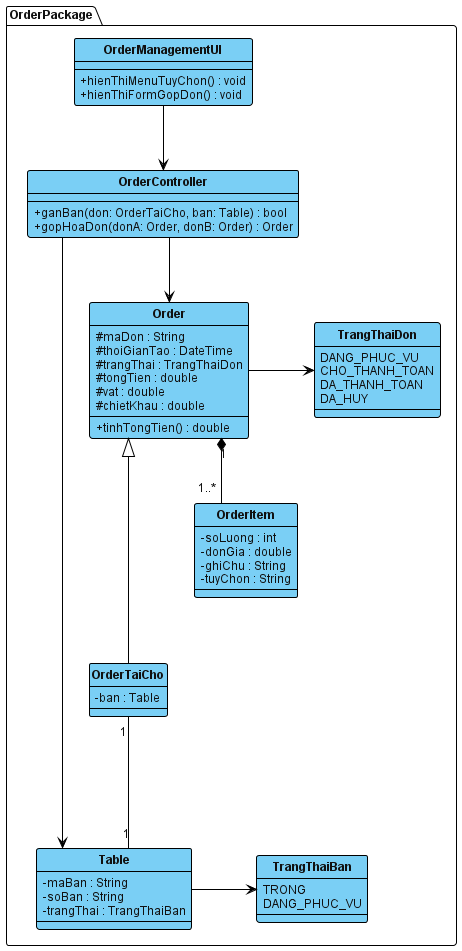 OrderPackage
OrderManagementUI
+hienThiMenuTuyChon() : void
+hienThiFormGopDon() : void
OrderController
+ganBan(don: OrderTaiCho, ban: Table) : bool
+gopHoaDon(donA: Order, donB: Order) : Order
Order
#maDon : String
#thoiGianTao : DateTime
#trangThai : TrangThaiDon
#tongTien : double
#vat : double
#chietKhau : double
+tinhTongTien() : double
TrangThaiDon
DANG_PHUC_VU
CHO_THANH_TOAN
DA_THANH_TOAN
DA_HUY
1..*
OrderItem
-soLuong : int
-donGia : double
-ghiChu : String
-tuyChon : String
OrderTaiCho
-ban : Table
1
1
Table
-maBan : String
-soBan : String
-trangThai : TrangThaiBan
TrangThaiBan
TRONG
DANG_PHUC_VU